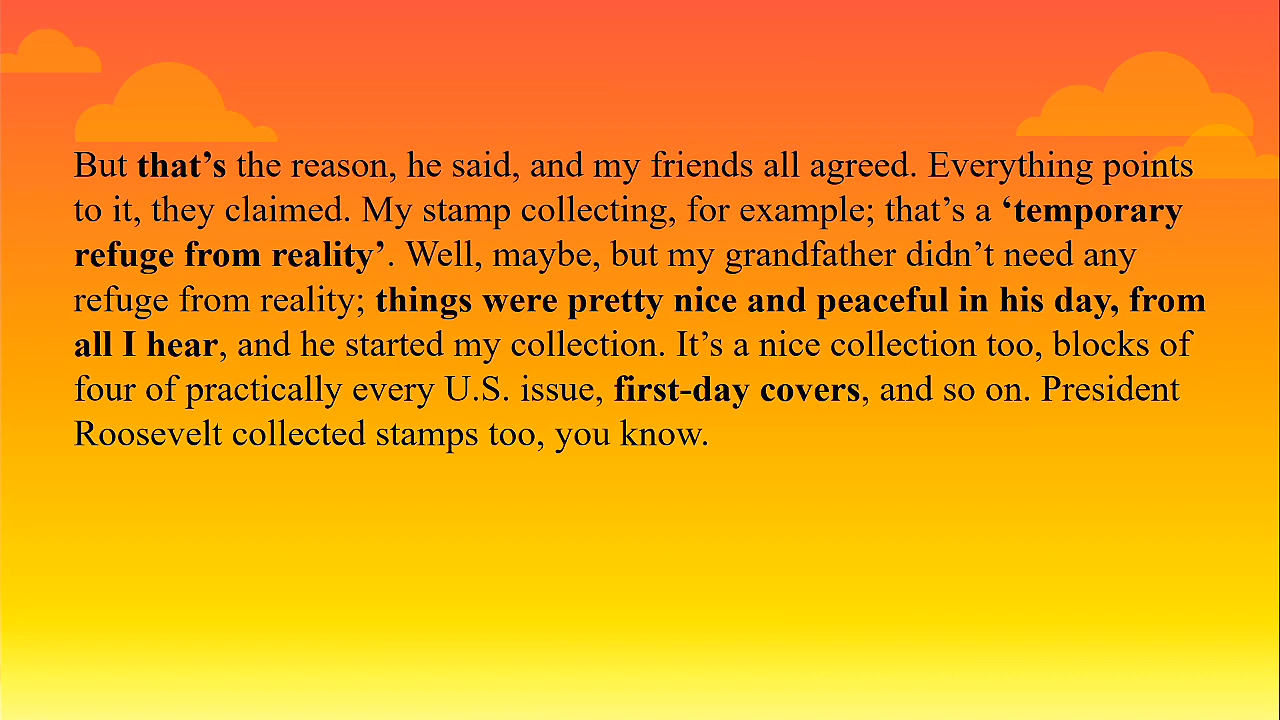 But that’s the reason, he said, and my friends all agreed. Everything points
to it, they claimed. My stamp collecting, for example; that’s a ‘temporary
refuge from reality’. Well, maybe, but my grandfather didn’t need any
refuge from reality; things were pretty nice and peaceful in his day, from
all I hear, and he started my collection. It’s a nice collection too, blocks of
four of practically every U.S. issue, first-day covers, and so on. President
Roosevelt collected stamps too, you know.